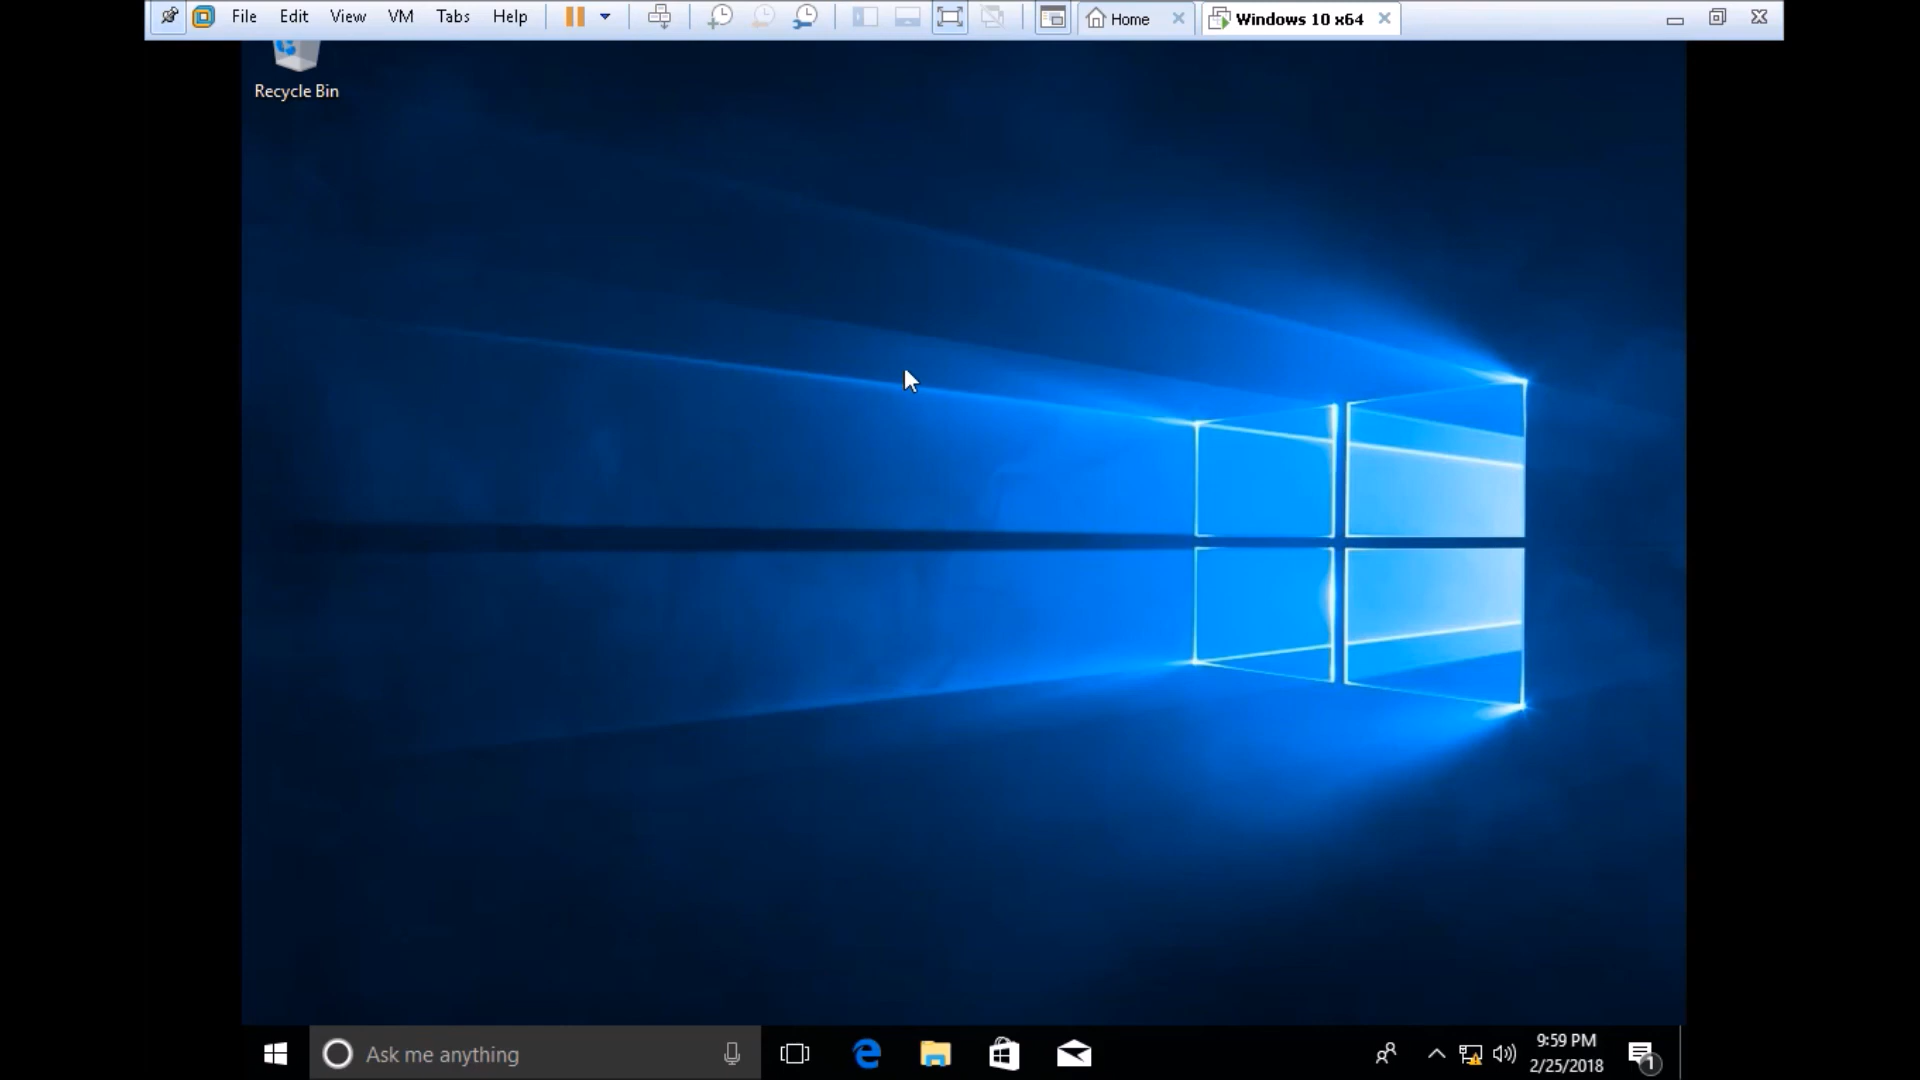 File Edit View VM Tabs Help Home Windows 10 x64
Recycle Bin
Ask me anything
9:59 PM
2/25/2018
1